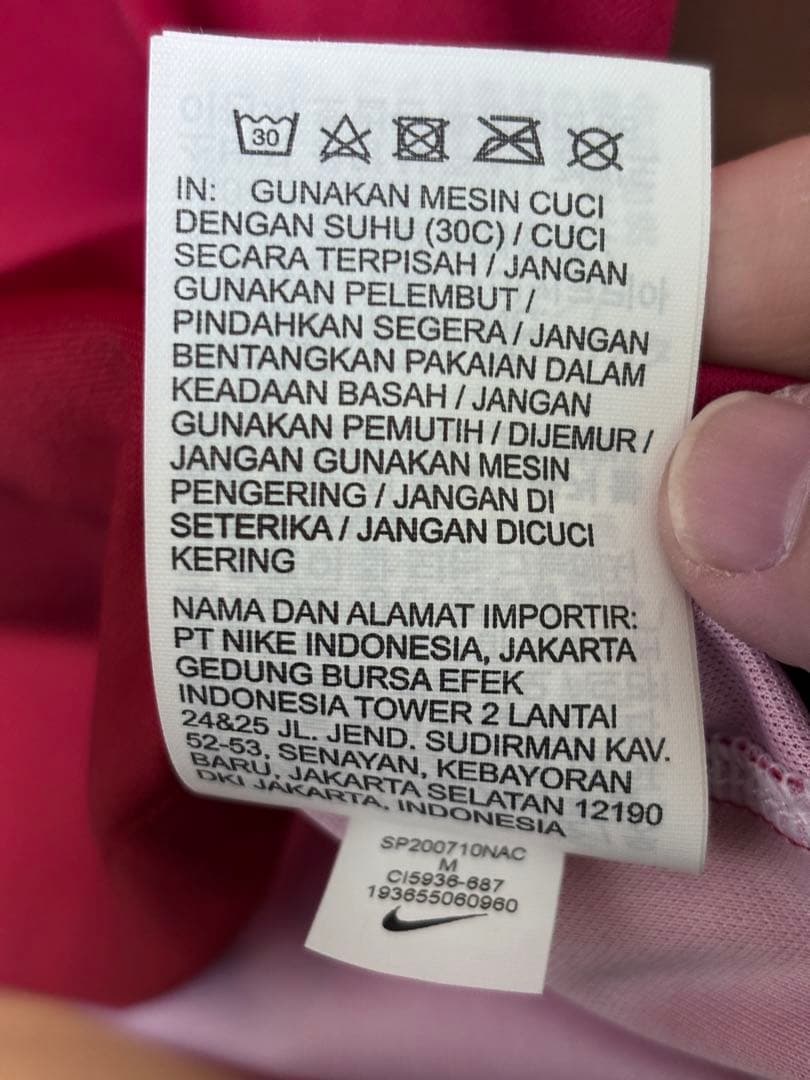 30
IN: GUNAKAN MESIN CUCI
DENGAN SUHU (30C) / CUCI
SECARA TERPISAH / JANGAN
GUNAKAN PELEMBUT /
PINDAHKAN SEGERA / JANGAN
BENTANGKAN PAKAIAN DALAM
KEADAAN BASAH / JANGAN
GUNAKAN PEMUTIH / DIJEMUR /
JANGAN GUNAKAN MESIN
PENGERING / JANGAN DI
SETERIKA / JANGAN DICUCI
KERING
NAMA DAN ALAMAT IMPORTIR:
PT NIKE INDONESIA, JAKARTA
GEDUNG BURSA EFEK
INDONESIA TOWER 2 LANTAI
24&25 JL. JEND. SUDIRMAN KAV.
52-53, SENAYAN, KEBAYORAN
BARU, JAKARTA SELATAN 12190
DKI JAKARTA, INDONESIA
SP200710NAC
M
CI5936-687
193655060960